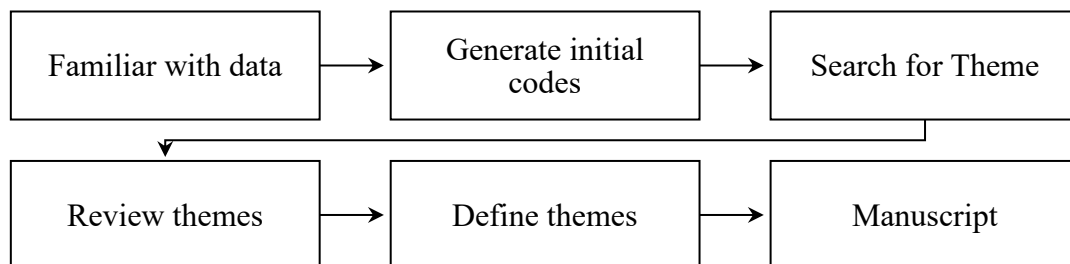 Familiar with data
Generate initial
codes
Search for Theme
Review themes
Define themes
Manuscript